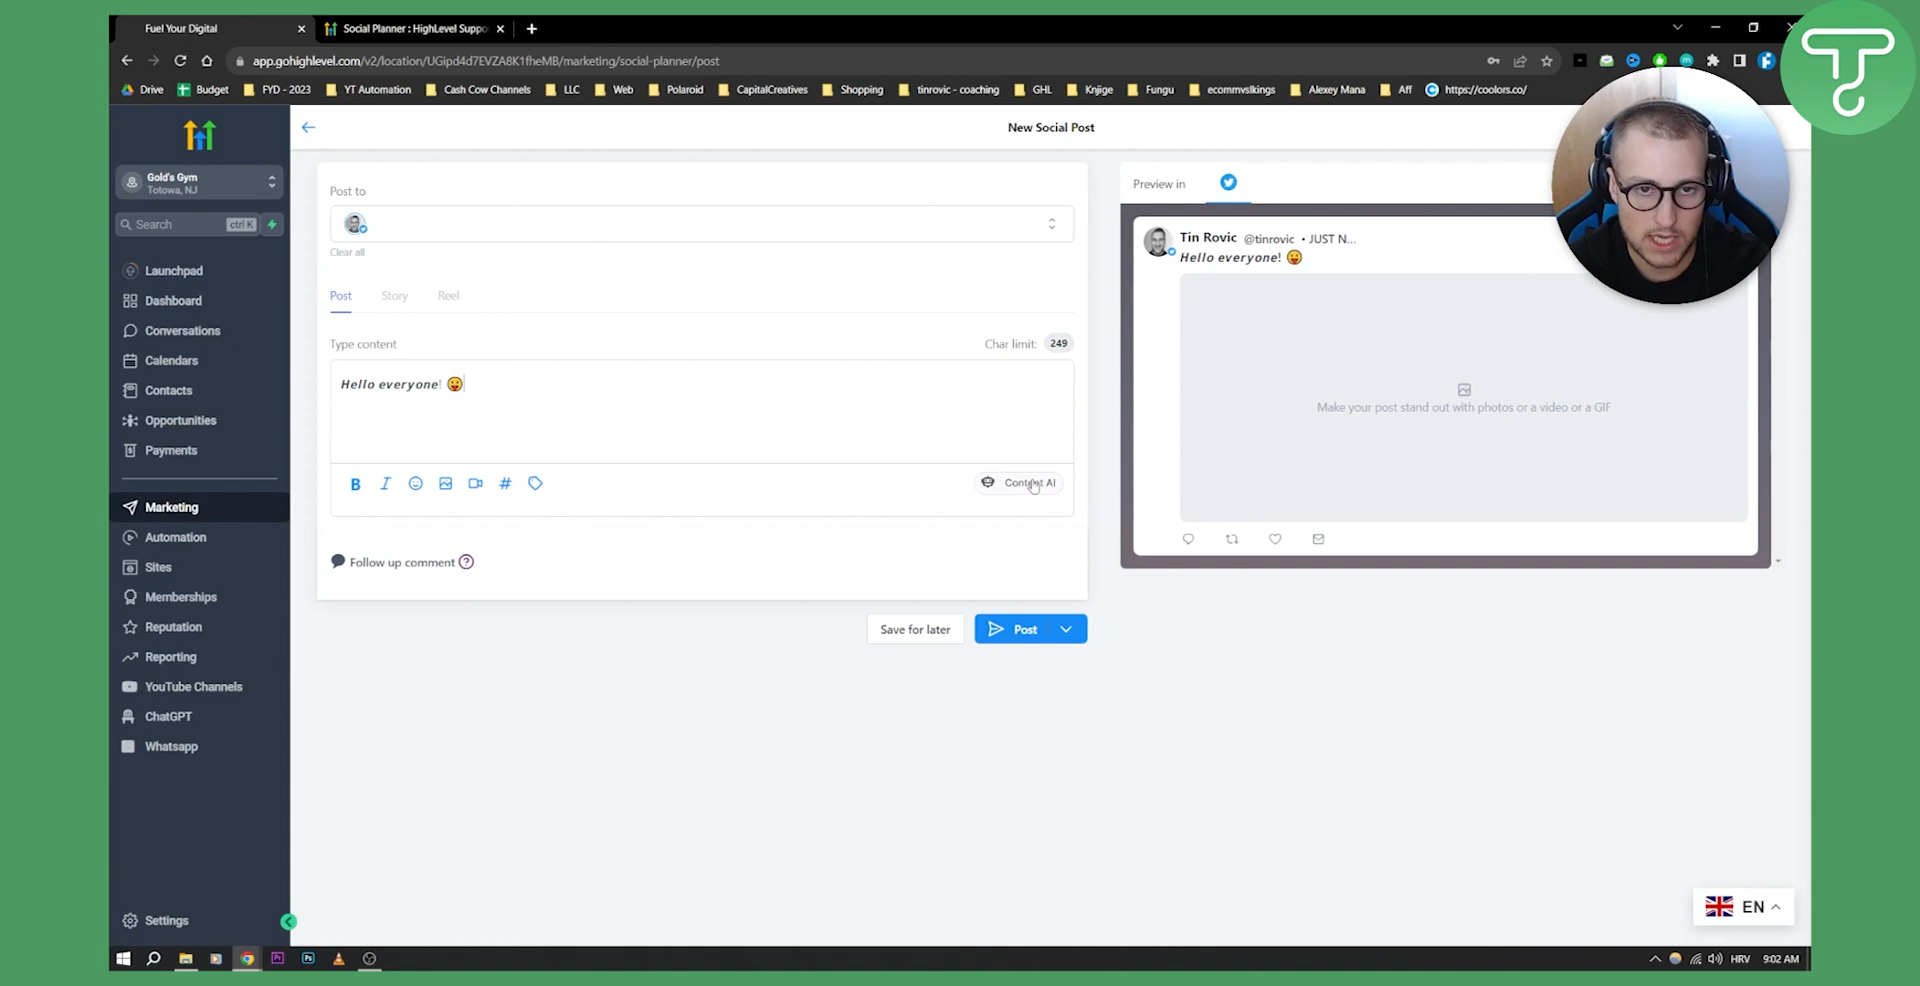 Fuel Your Digital
Social Planner : HighLevel Suppo
app.gohighlevel.com/v2/location/UGipd4d7EVZA8K1fheMB/marketing/social-planner/post
Drive
Budget
FYD - 2023
YT Automation
Cash Cow Channels
LLC
Web
Polaroid
CapitalCreatives
Shopping
tinrovic - coaching
GHL
Knjige
Fungu
ecommvslkings
Alexey Mana
Aff
https://coolors.co/
New Social Post
Gold's Gym
Totowa, NJ
Search
ctrl K
Launchpad
Dashboard
Conversations
Calendars
Contacts
Opportunities
Payments
Marketing
Automation
Sites
Memberships
Reputation
Reporting
YouTube Channels
ChatGPT
Whatsapp
Settings
Post to
Clear all
Post
Story
Reel
Type content
Char limit: 249
Hello everyone! 😛
B I #
Content AI
Follow up comment ?
Save for later
Post
Preview in
Tin Rovic @tinrovic • JUST N...
Hello everyone! 😛
Make your post stand out with photos or a video or a GIF
EN
HRV
9:02 AM